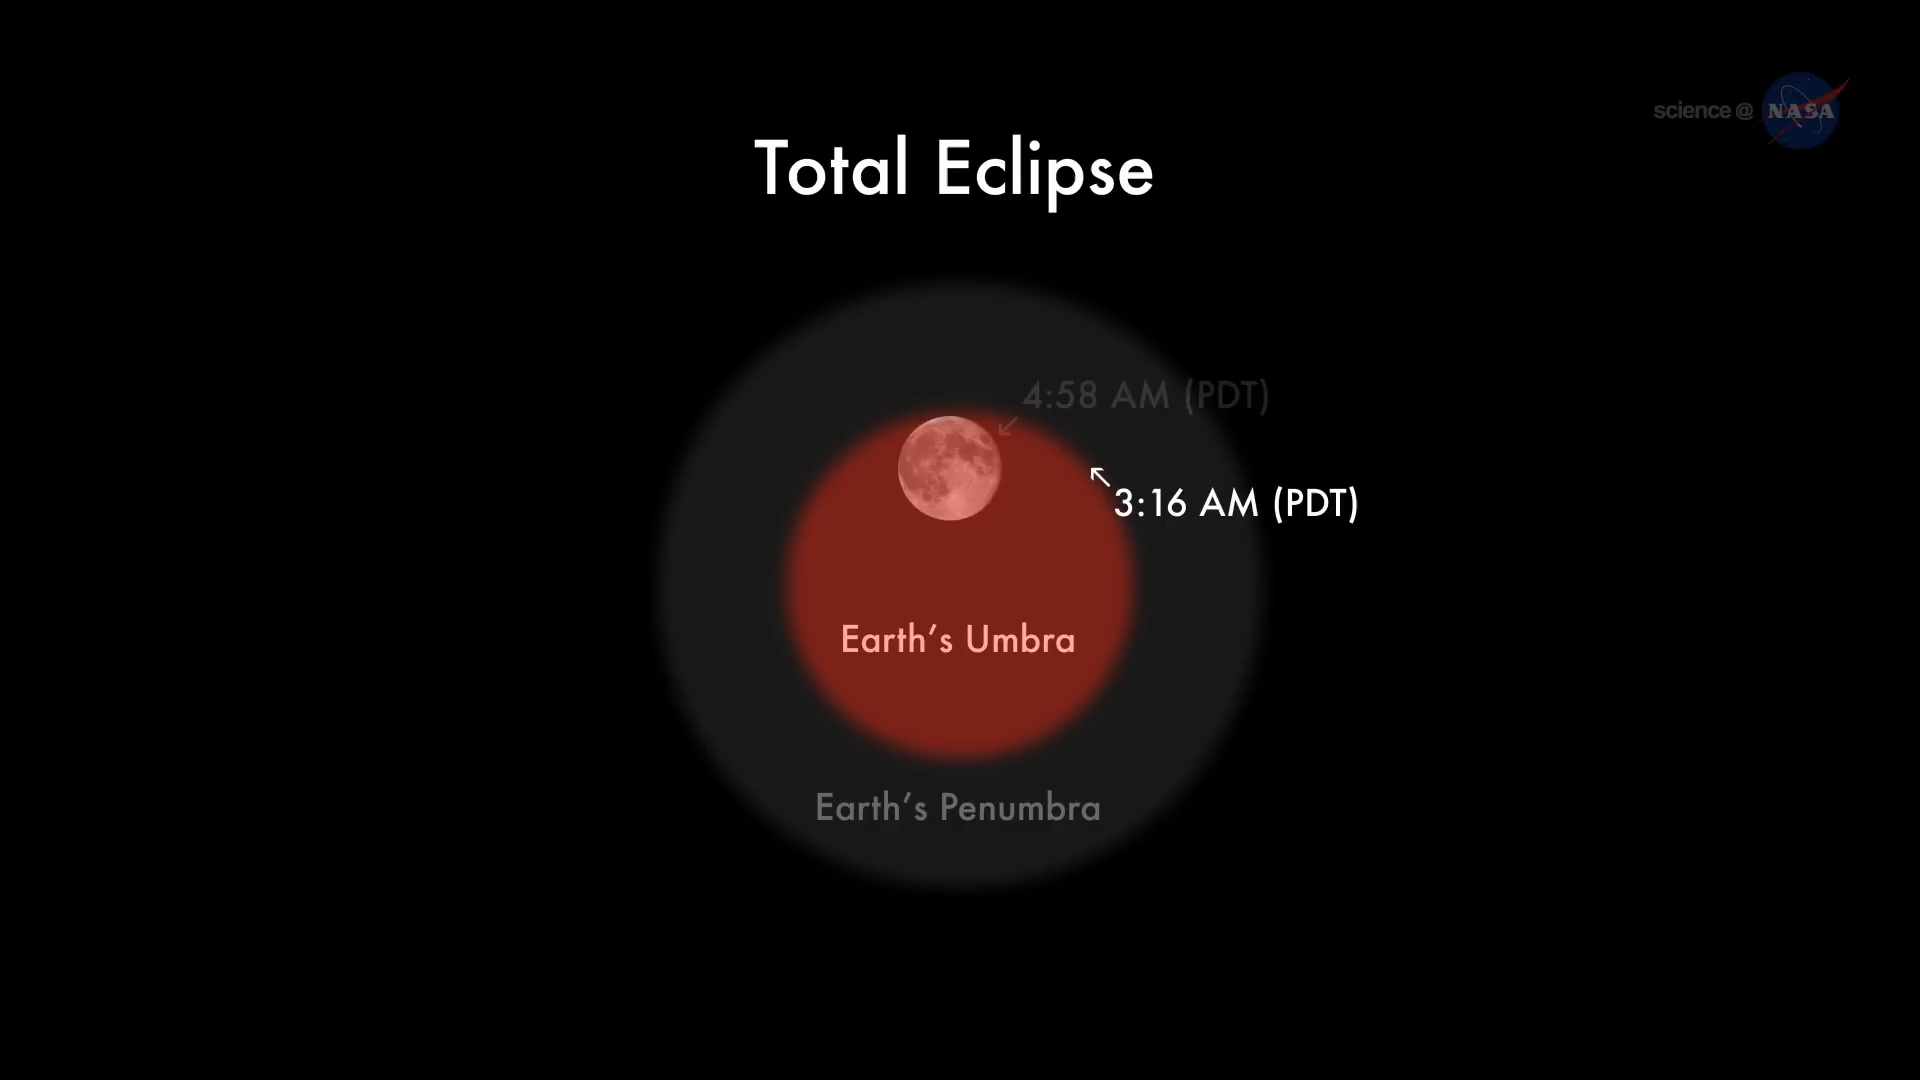 science @ NASA
Total Eclipse
4:58 AM (PDT)
3:16 AM (PDT)
Earth’s Umbra
Earth’s Penumbra